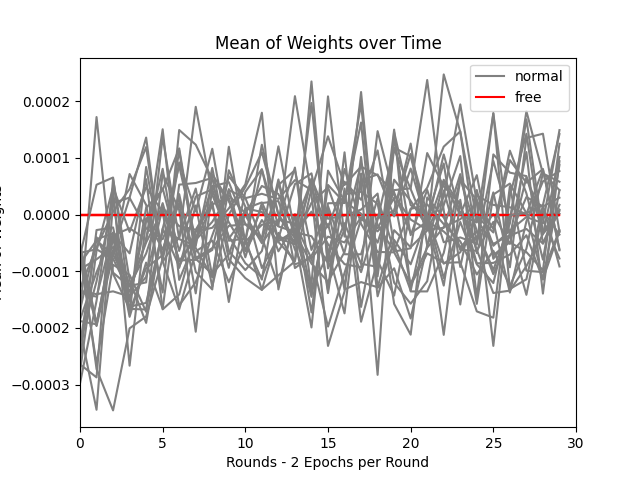 Mean of Weights over Time
normal
free
0.0002
0.0001
0.0000
−0.0001
−0.0002
−0.0003
0 5 10 15 20 25 30
Rounds - 2 Epochs per Round